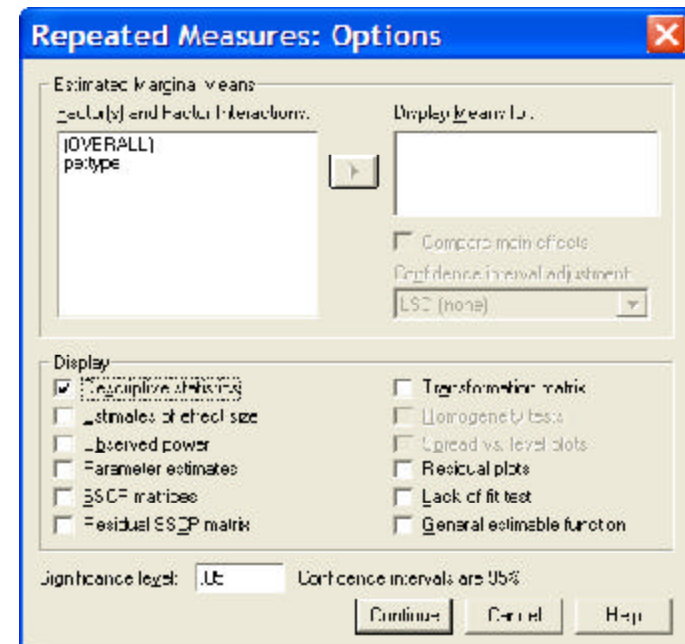 Repeated Measures: Options
Estimated Marginal Means
Factor(s) and Factor Interactions:
(OVERALL)
pettype
Display Means for:
Compare main effects
Confidence interval adjustment:
LSD (none)
Display
Descriptive statistics
Estimates of effect size
Observed power
Parameter estimates
SSCP matrices
Residual SSCP matrix
Transformation matrix
Homogeneity tests
Spread vs. level plots
Residual plots
Lack of fit test
General estimable function
Significance level: .05 Confidence intervals are 95%
Continue Cancel Help